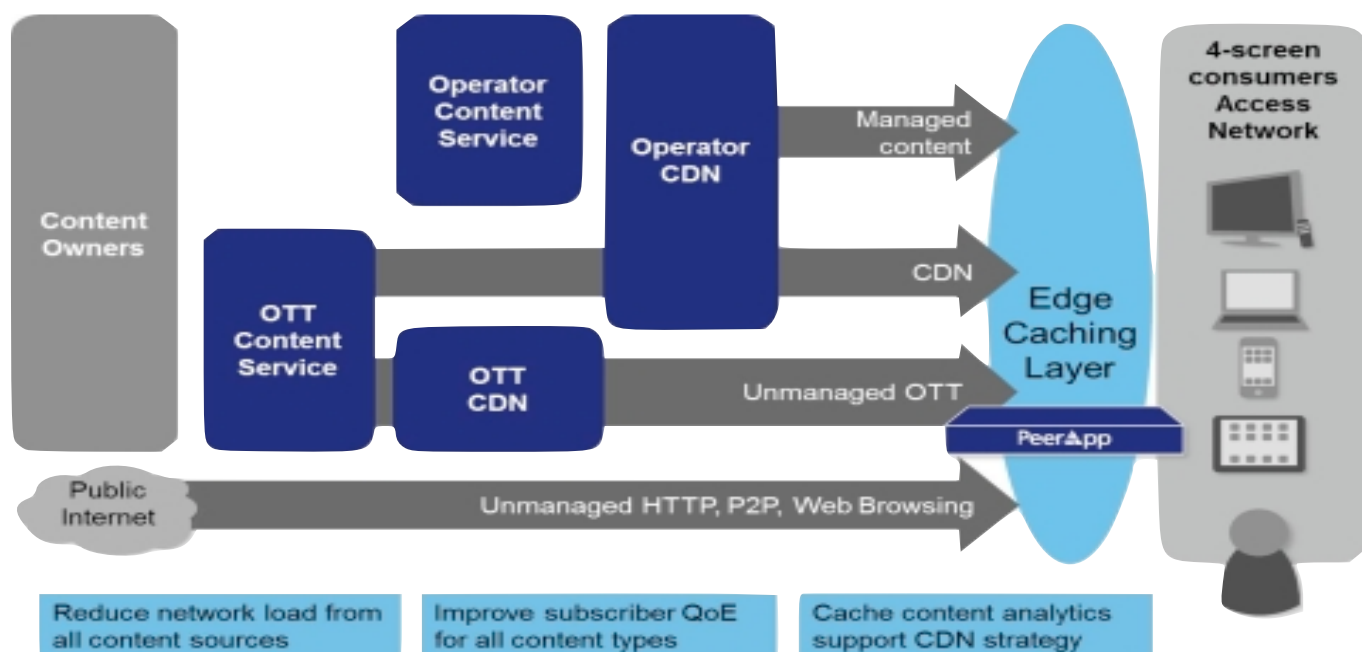 Content
Owners
Operator
Content
Service
Operator
CDN
Managed
content
4-screen
consumers
Access
Network
OTT
Content
Service
CDN
OTT
CDN
Unmanaged OTT
Edge
Caching
Layer
PeerApp
Public
Internet
Unmanaged HTTP, P2P, Web Browsing
Reduce network load from
all content sources
Improve subscriber QoE
for all content types
Cache content analytics
support CDN strategy